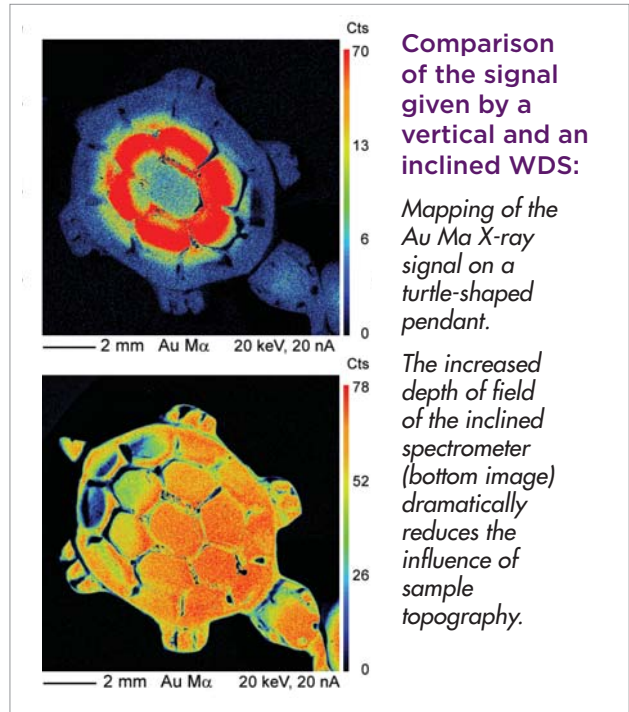 Cts
70
13
6
0
2 mm Au Mα 20 keV, 20 nA
Cts
78
52
26
0
2 mm Au Mα 20 keV, 20 nA
Comparison
of the signal
given by a
vertical and an
inclined WDS:
Mapping of the
Au Ma X-ray
signal on a
turtle-shaped
pendant.
The increased
depth of field
of the inclined
spectrometer
(bottom image)
dramatically
reduces the
influence of
sample
topography.